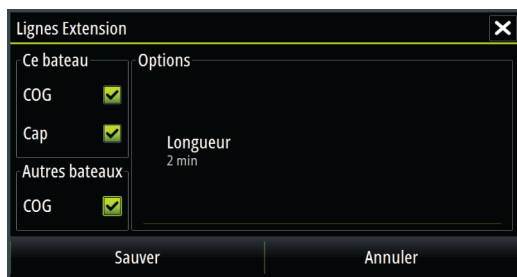 Lignes Extension
Ce bateau
Options
COG
Cap
Longueur
2 min
Autres bateaux
COG
Sauver
Annuler